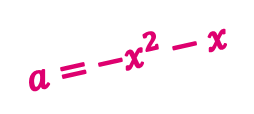 a = −x² − x